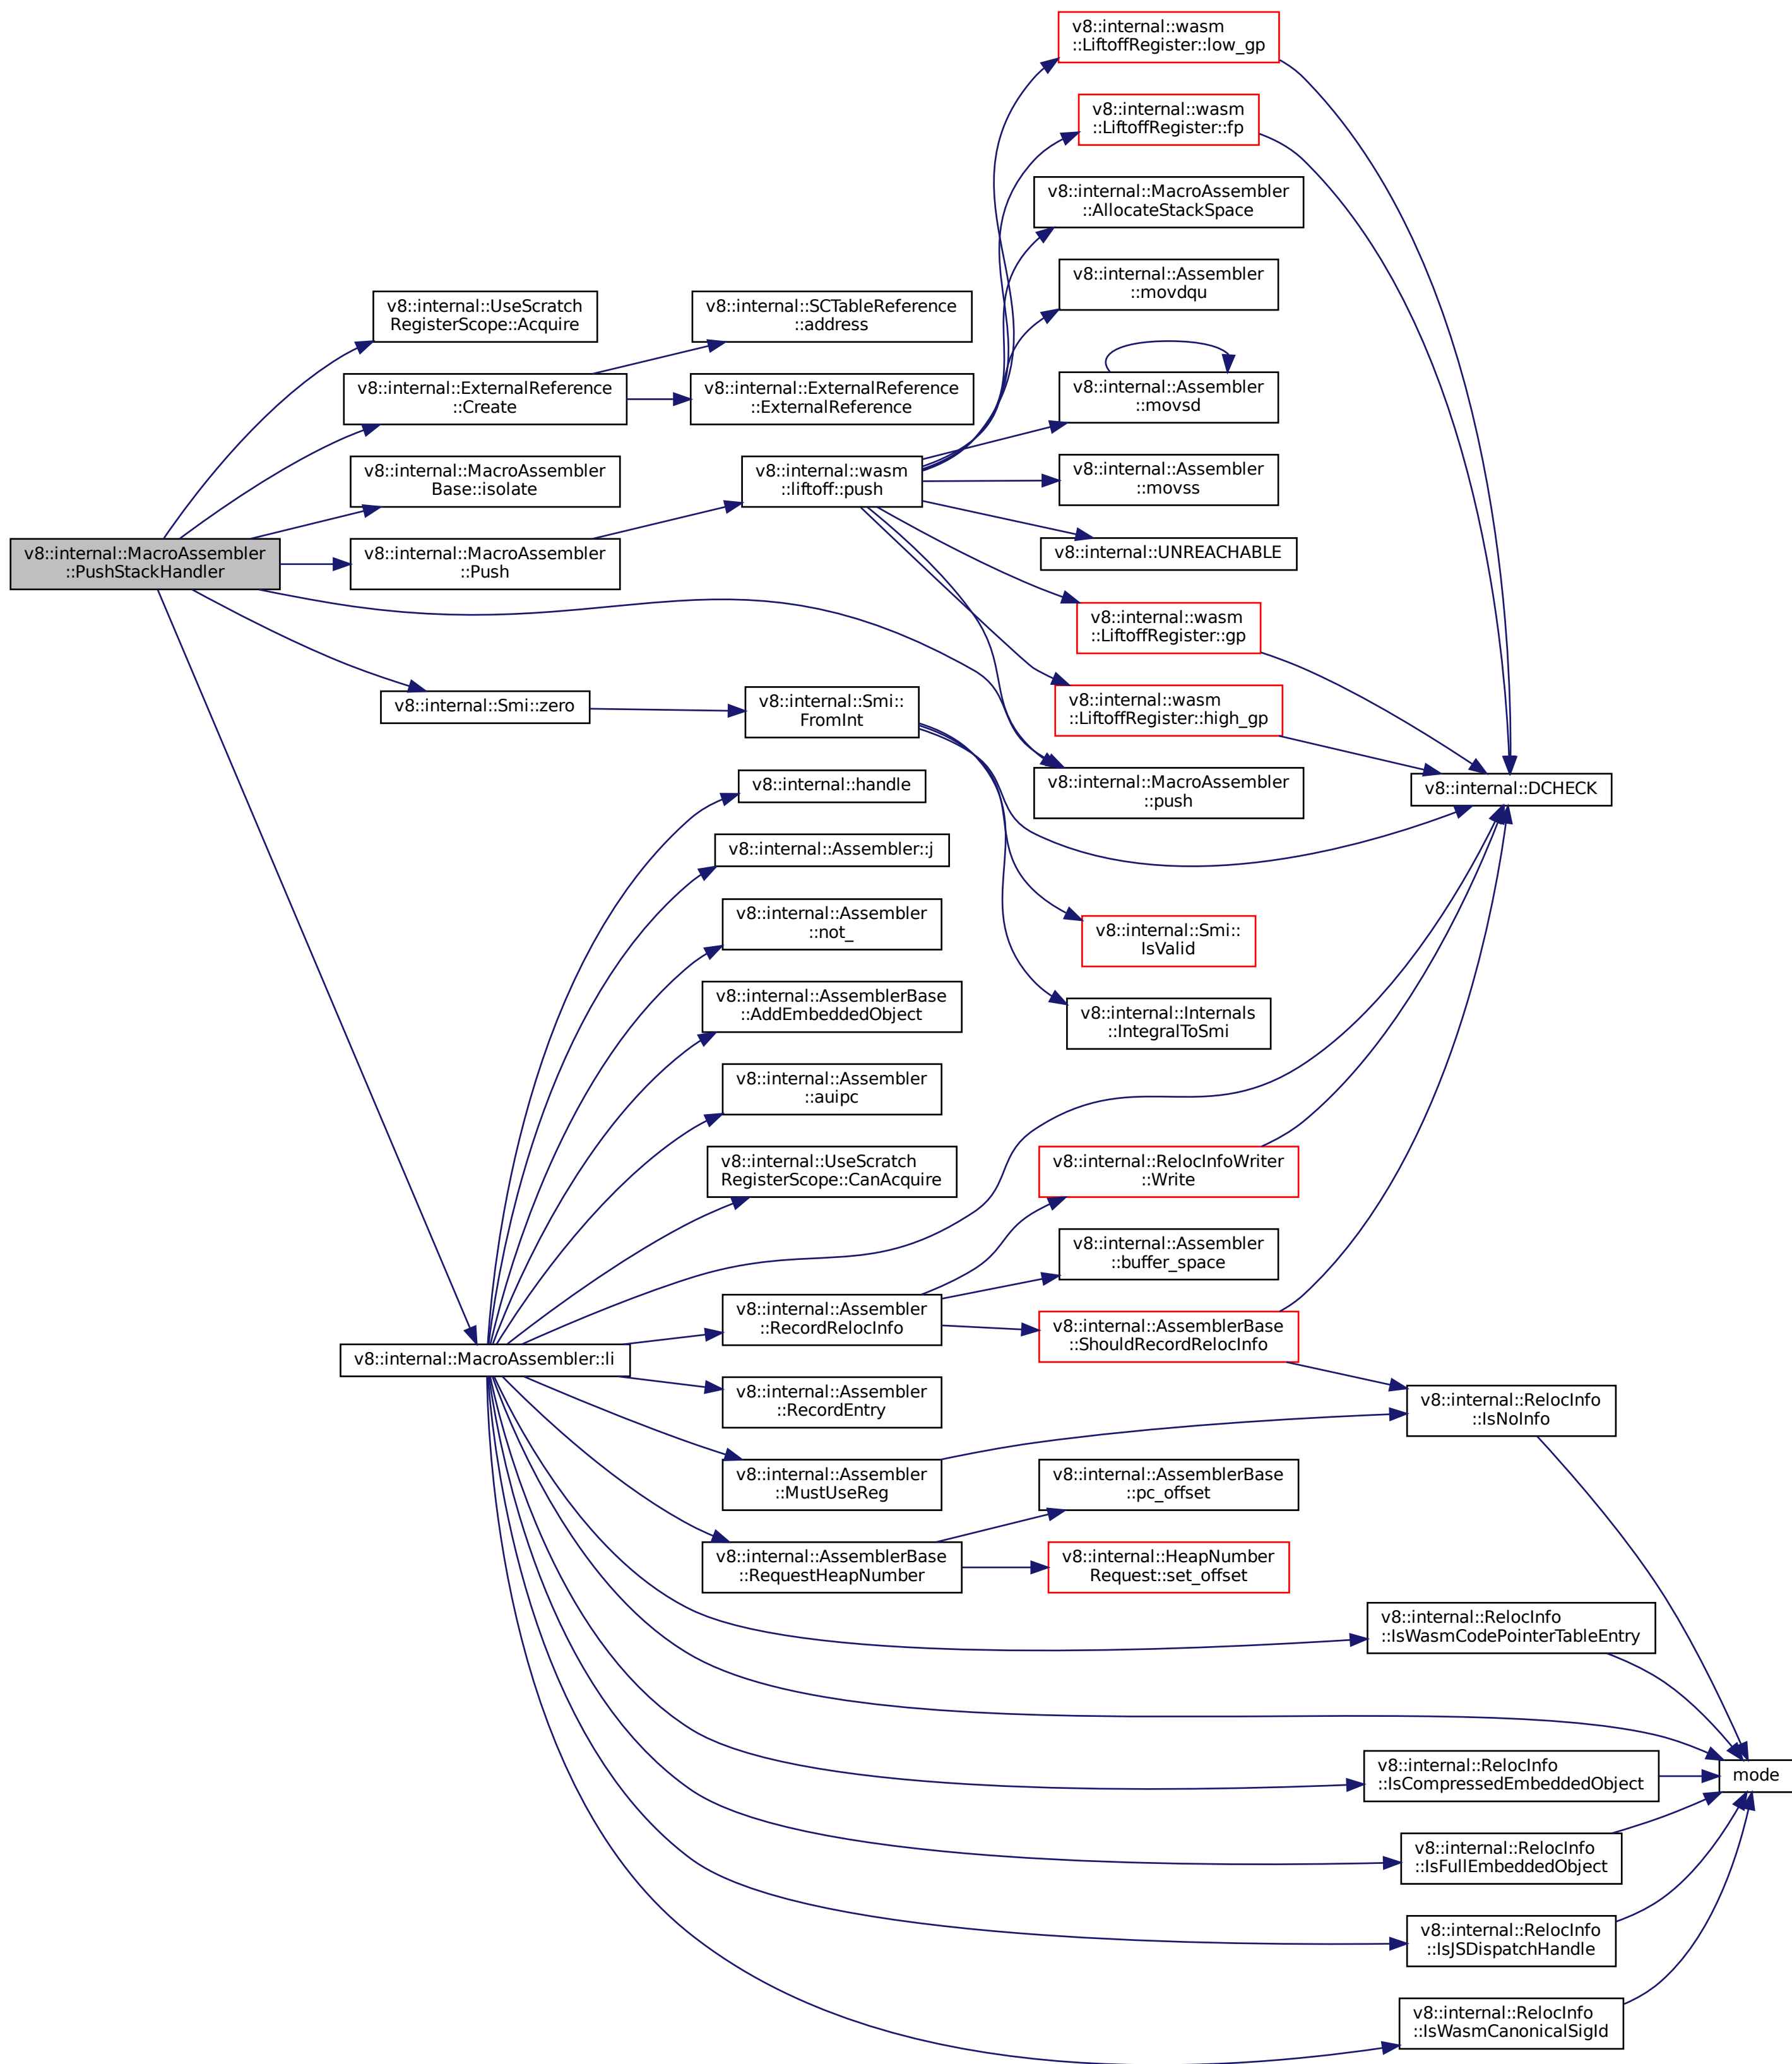 v8::internal::wasm
::LiftoffRegister::low_gp
v8::internal::wasm
::LiftoffRegister::fp
v8::internal::MacroAssembler
::AllocateStackSpace
v8::internal::Assembler
::movdqu
v8::internal::UseScratch
RegisterScope::Acquire
v8::internal::SCTableReference
::address
v8::internal::ExternalReference
::Create
v8::internal::ExternalReference
::ExternalReference
v8::internal::Assembler
::movsd
v8::internal::MacroAssembler
Base::isolate
v8::internal::wasm
::liftoff::push
v8::internal::Assembler
::movss
v8::internal::MacroAssembler
::PushStackHandler
v8::internal::MacroAssembler
::Push
v8::internal::UNREACHABLE
v8::internal::wasm
::LiftoffRegister::gp
v8::internal::Smi::zero
v8::internal::Smi::
FromInt
v8::internal::wasm
::LiftoffRegister::high_gp
v8::internal::handle
v8::internal::MacroAssembler
::push
v8::internal::DCHECK
v8::internal::Assembler::j
v8::internal::Assembler
::not_
v8::internal::Smi::
IsValid
v8::internal::AssemblerBase
::AddEmbeddedObject
v8::internal::Internals
::IntegralToSmi
v8::internal::Assembler
::auipc
v8::internal::UseScratch
RegisterScope::CanAcquire
v8::internal::RelocInfoWriter
::Write
v8::internal::Assembler
::buffer_space
v8::internal::MacroAssembler::li
v8::internal::Assembler
::RecordRelocInfo
v8::internal::AssemblerBase
::ShouldRecordRelocInfo
v8::internal::Assembler
::RecordEntry
v8::internal::RelocInfo
::IsNoInfo
v8::internal::Assembler
::MustUseReg
v8::internal::AssemblerBase
::pc_offset
v8::internal::AssemblerBase
::RequestHeapNumber
v8::internal::HeapNumber
Request::set_offset
v8::internal::RelocInfo
::IsWasmCodePointerTableEntry
v8::internal::RelocInfo
::IsCompressedEmbeddedObject
mode
v8::internal::RelocInfo
::IsFullEmbeddedObject
v8::internal::RelocInfo
::IsJSDispatchHandle
v8::internal::RelocInfo
::IsWasmCanonicalSigId